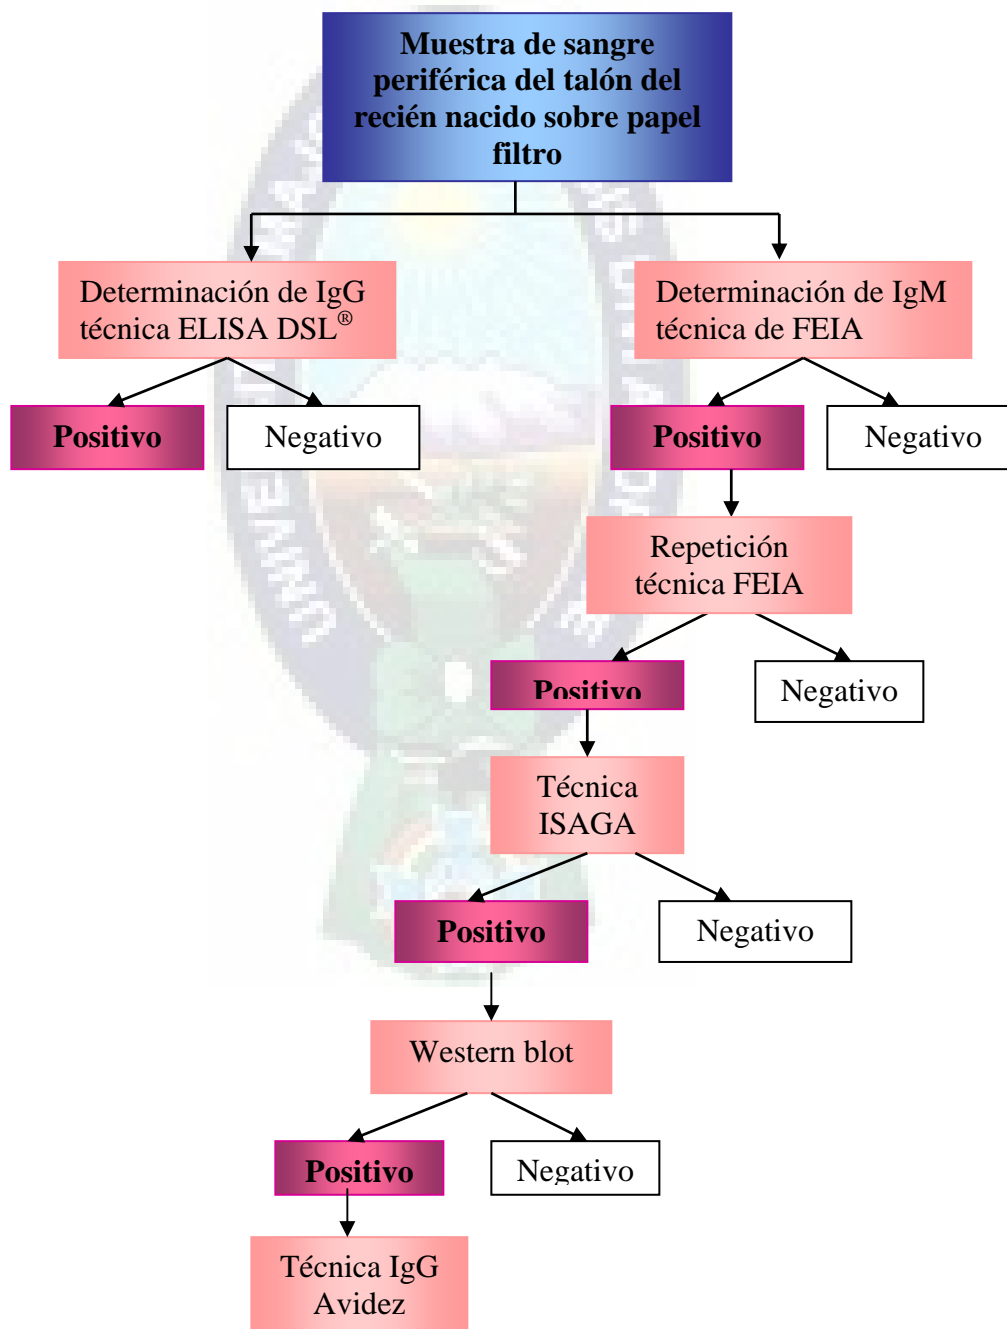 Muestra de sangre
periférica del talón del
recién nacido sobre papel
filtro
Determinación de IgG
técnica ELISA DSL®
Determinación de IgM
técnica de FEIA
Positivo
Negativo
Positivo
Negativo
Repetición
técnica FEIA
Positivo
Negativo
Técnica
ISAGA
Positivo
Negativo
Western blot
Positivo
Negativo
Técnica IgG
Avidez